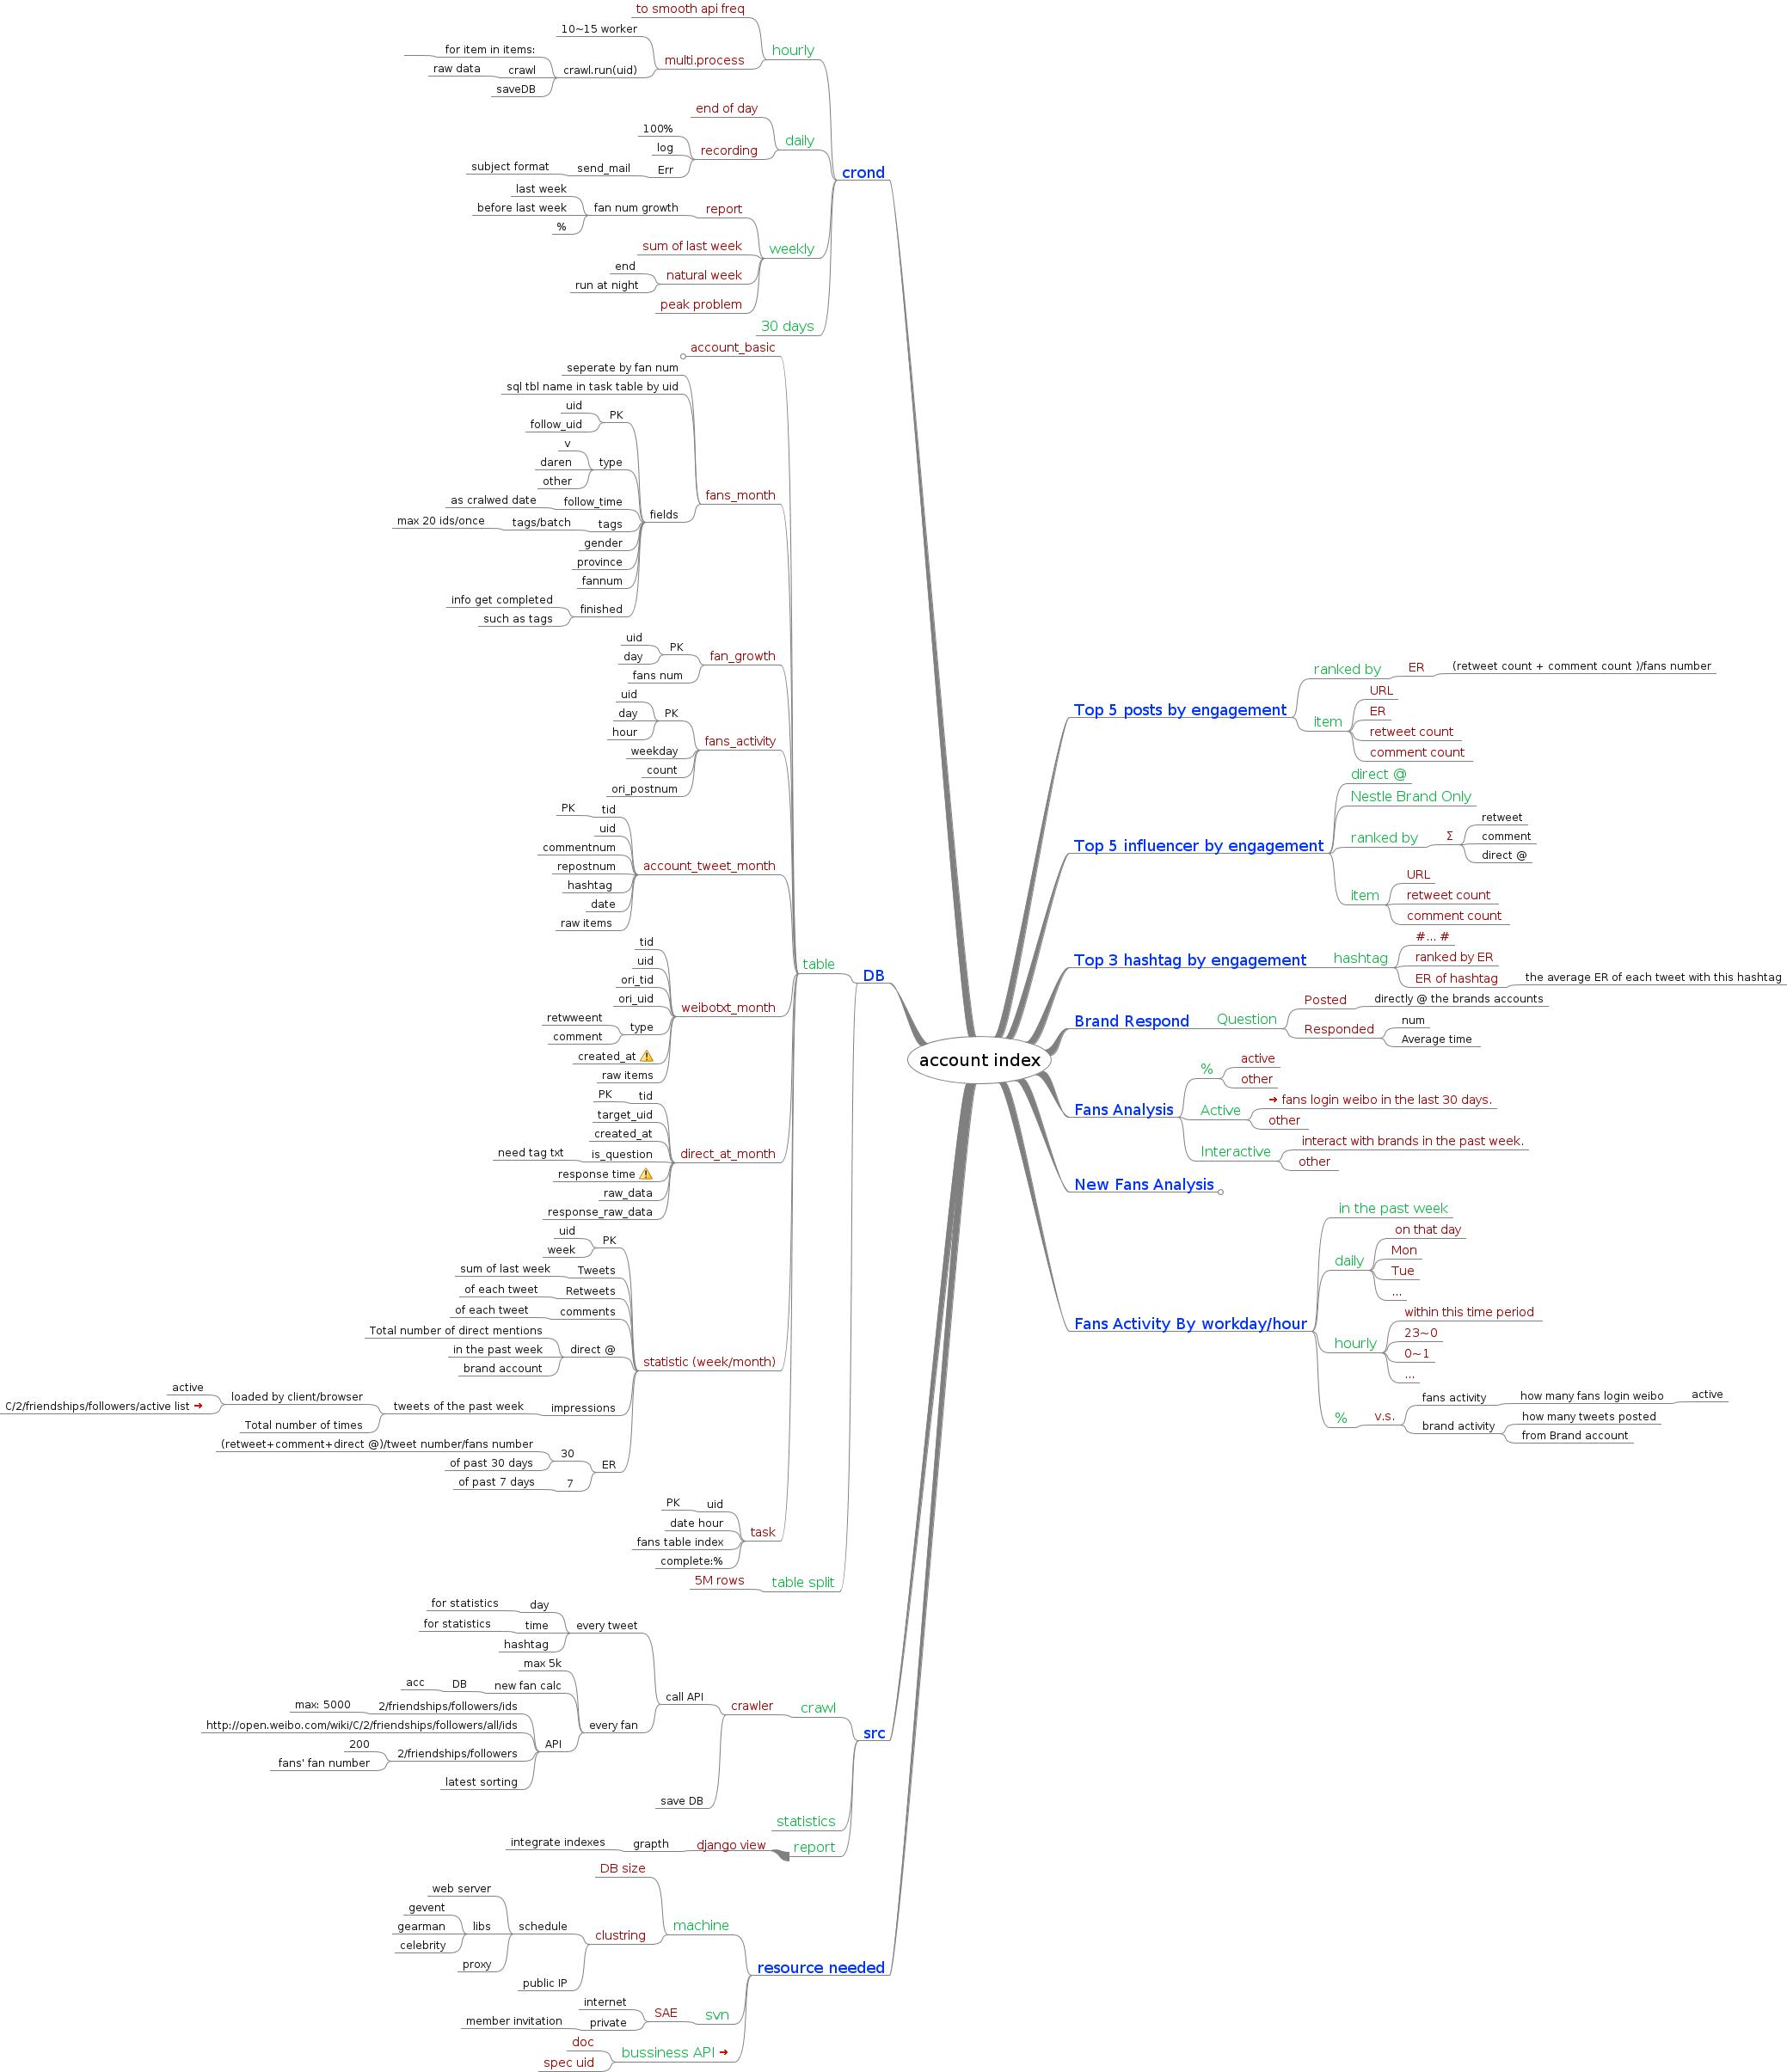 account index
crond
hourly
to smooth api freq
multi.process
10~15 worker
crawl.run(uid)
for item in items:
crawl
raw data
saveDB
daily
end of day
recording
100%
log
Err
send_mail
subject format
weekly
report
fan num growth
last week
before last week
%
sum of last week
natural week
end
run at night
peak problem
30 days
DB
table
account_basic
fans_month
seperate by fan num
sql tbl name in task table by uid
fields
PK
uid
follow_uid
type
v
daren
other
follow_time
as cralwed date
tags
tags/batch
max 20 ids/once
gender
province
fannum
finished
info get completed
such as tags
fan_growth
PK
uid
day
fans num
fans_activity
PK
uid
day
hour
weekday
count
ori_postnum
account_tweet_month
tid
PK
uid
commentnum
repostnum
hashtag
date
raw items
weibotxt_month
tid
uid
ori_tid
ori_uid
type
retwweent
comment
created_at
raw items
direct_at_month
tid
PK
target_uid
created_at
is_question
need tag txt
response time
raw_data
response_raw_data
statistic (week/month)
PK
uid
week
Tweets
sum of last week
Retweets
of each tweet
comments
of each tweet
direct @
Total number of direct mentions
in the past week
brand account
impressions
tweets of the past week
loaded by client/browser
active
C/2/friendships/followers/active list
Total number of times
ER
30
(retweet+comment+direct @)/tweet number/fans number
of past 30 days
7
of past 7 days
task
uid
PK
date hour
fans table index
complete:%
table split
5M rows
src
crawl
crawler
call API
every tweet
day
for statistics
time
for statistics
hashtag
every fan
max 5k
new fan calc
DB
acc
API
2/friendships/followers/ids
max: 5000
http://open.weibo.com/wiki/C/2/friendships/followers/all/ids
2/friendships/followers
200
fans' fan number
latest sorting
save DB
statistics
report
django view
grapth
integrate indexes
resource needed
machine
DB size
clustring
schedule
web server
libs
gevent
gearman
celebrity
proxy
public IP
svn
SAE
internet
private
member invitation
bussiness API
doc
spec uid
Top 5 posts by engagement
ranked by
ER
(retweet count + comment count )/fans number
item
URL
ER
retweet count
comment count
Top 5 influencer by engagement
direct @
Nestle Brand Only
ranked by
Σ
retweet
comment
direct @
item
URL
retweet count
comment count
Top 3 hashtag by engagement
hashtag
#... #
ranked by ER
ER of hashtag
the average ER of each tweet with this hashtag
Brand Respond
Question
Posted
directly @ the brands accounts
Responded
num
Average time
Fans Analysis
%
active
other
Active
fans login weibo in the last 30 days.
other
Interactive
interact with brands in the past week.
other
New Fans Analysis
Fans Activity By workday/hour
in the past week
daily
on that day
Mon
Tue
...
hourly
within this time period
23~0
0~1
...
%
v.s.
fans activity
how many fans login weibo
active
brand activity
how many tweets posted
from Brand account